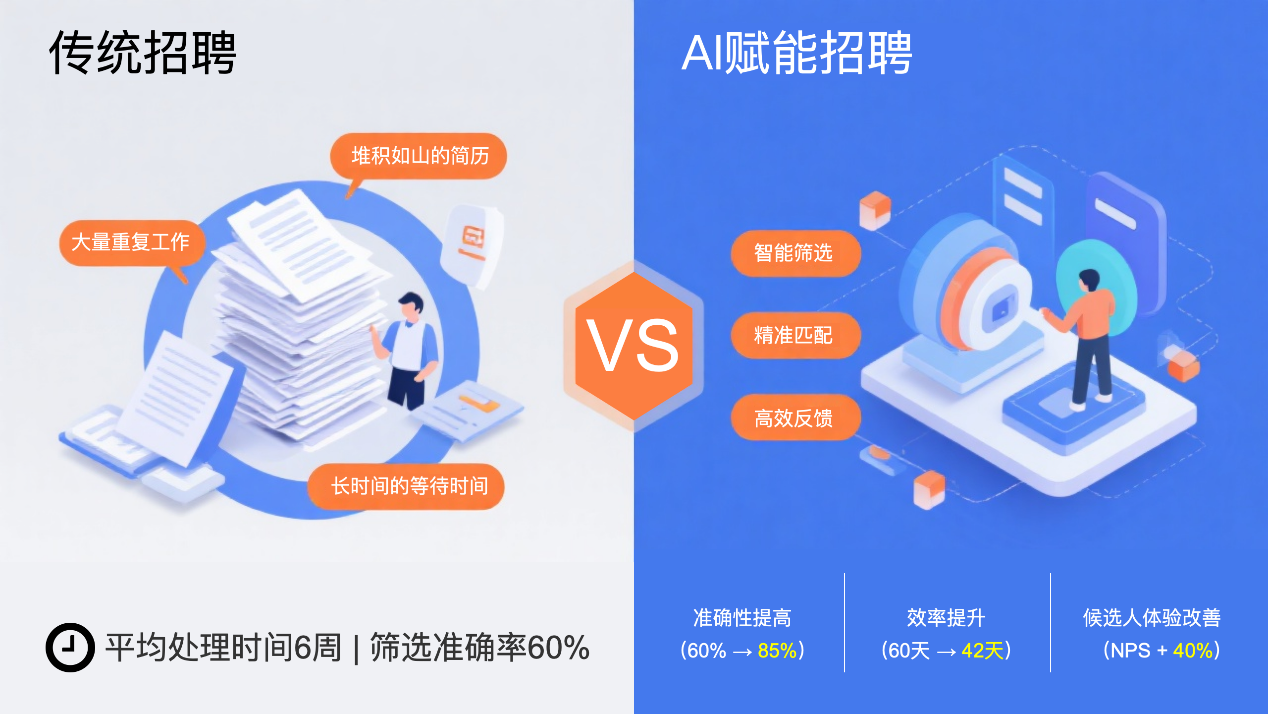 传统招聘
堆积如山的简历
大量重复工作
长时间的等待时间
平均处理时间6周 | 筛选准确率60%
VS
AI赋能招聘
智能筛选
精准匹配
高效反馈
准确性提高
（60% → 85%）
效率提升
（60天 → 42天）
候选人体验改善
（NPS + 40%）